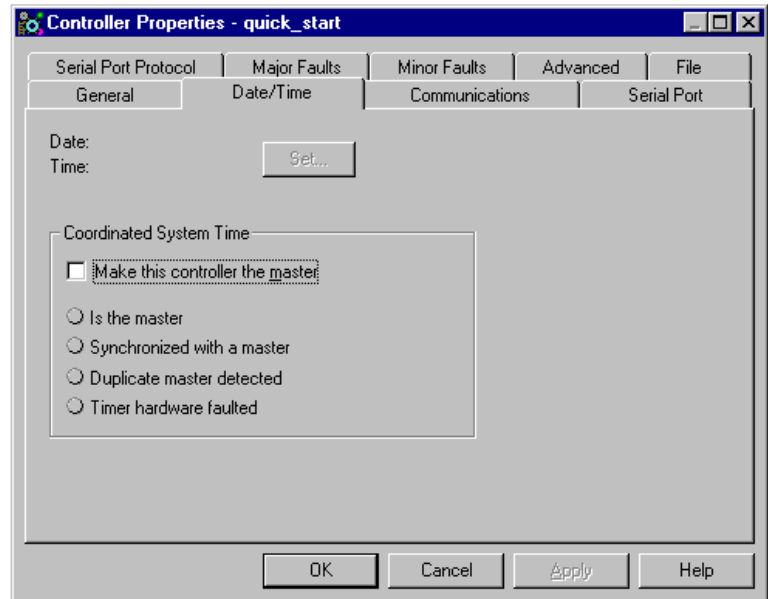 Controller Properties - quick_start
Serial Port Protocol Major Faults Minor Faults Advanced File
General Date/Time Communications Serial Port
Date:
Time:
Set...
Coordinated System Time
Make this controller the master
Is the master
Synchronized with a master
Duplicate master detected
Timer hardware faulted
OK Cancel Apply Help